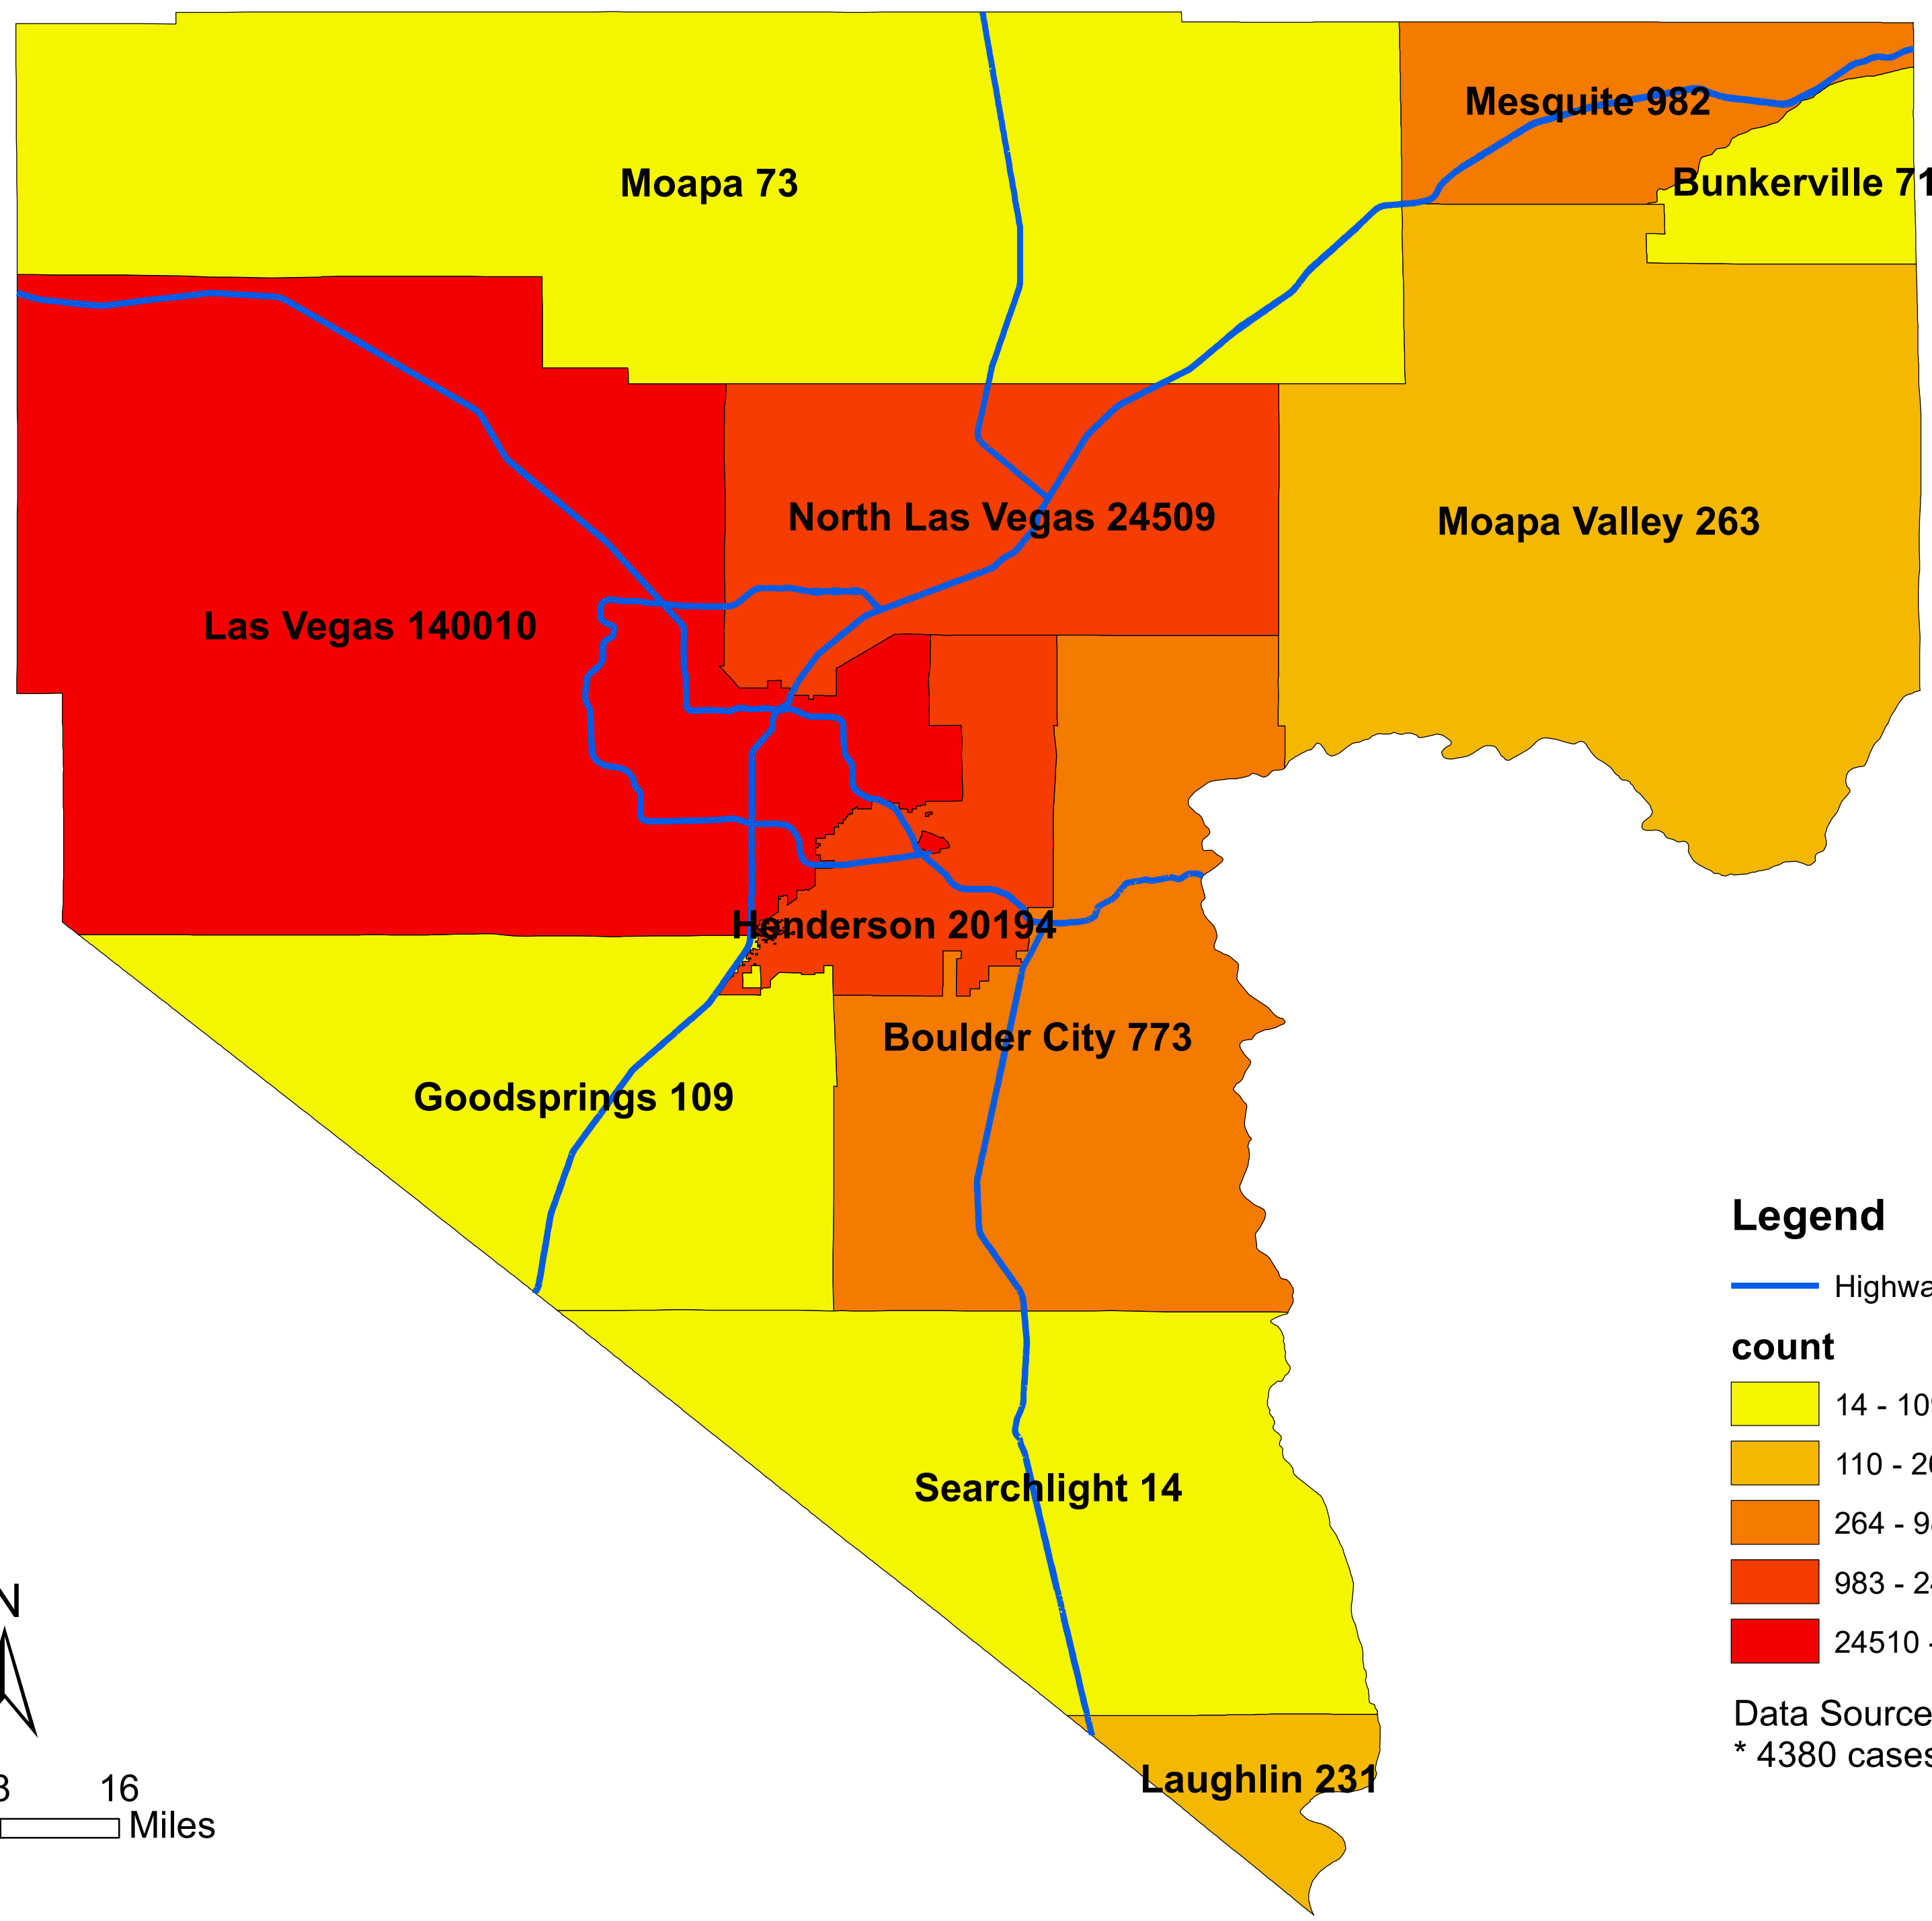 Mesquite 982
Moapa 73
Bunkerville 71
North Las Vegas 24509
Moapa Valley 263
Las Vegas 140010
Henderson 20194
Boulder City 773
Goodsprings 109
Legend
count
14 - 10
110 - 2
264 - 9
983 - 2
Searchlight 14
24510 -
N
Data Source
* 4380 cases
Laughlin 231
16
Miles